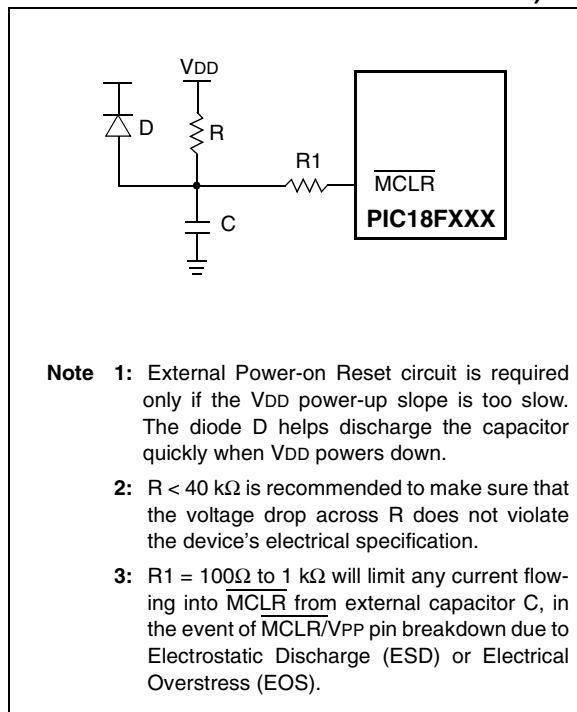 VDD
D
R
R1
MCLR
C
PIC18FXXX
Note 1: External Power-on Reset circuit is required
only if the VDD power-up slope is too slow.
The diode D helps discharge the capacitor
quickly when VDD powers down.
2: R < 40 kΩ is recommended to make sure that
the voltage drop across R does not violate
the device's electrical specification.
3: R1 = 100Ω to 1 kΩ will limit any current flow-
ing into MCLR from external capacitor C, in
the event of MCLR/VPP pin breakdown due to
Electrostatic Discharge (ESD) or Electrical
Overstress (EOS).